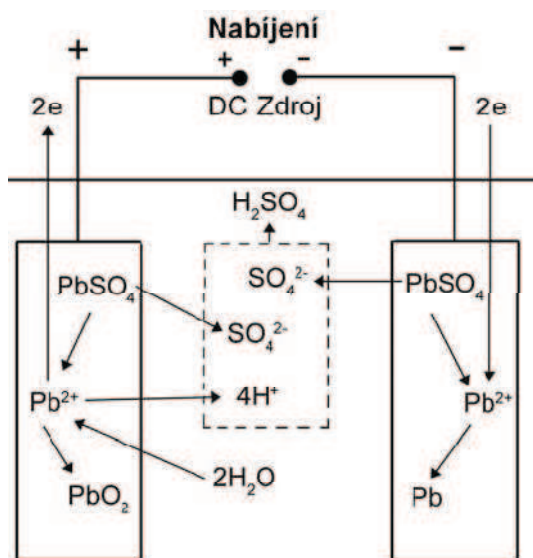 Nabíjení
+ + − −
DC Zdroj
2e 2e
H₂SO₄
PbSO₄ SO₄²⁻ PbSO₄
SO₄²⁻
Pb²⁺ 4H⁺ Pb²⁺
2H₂O
PbO₂ Pb